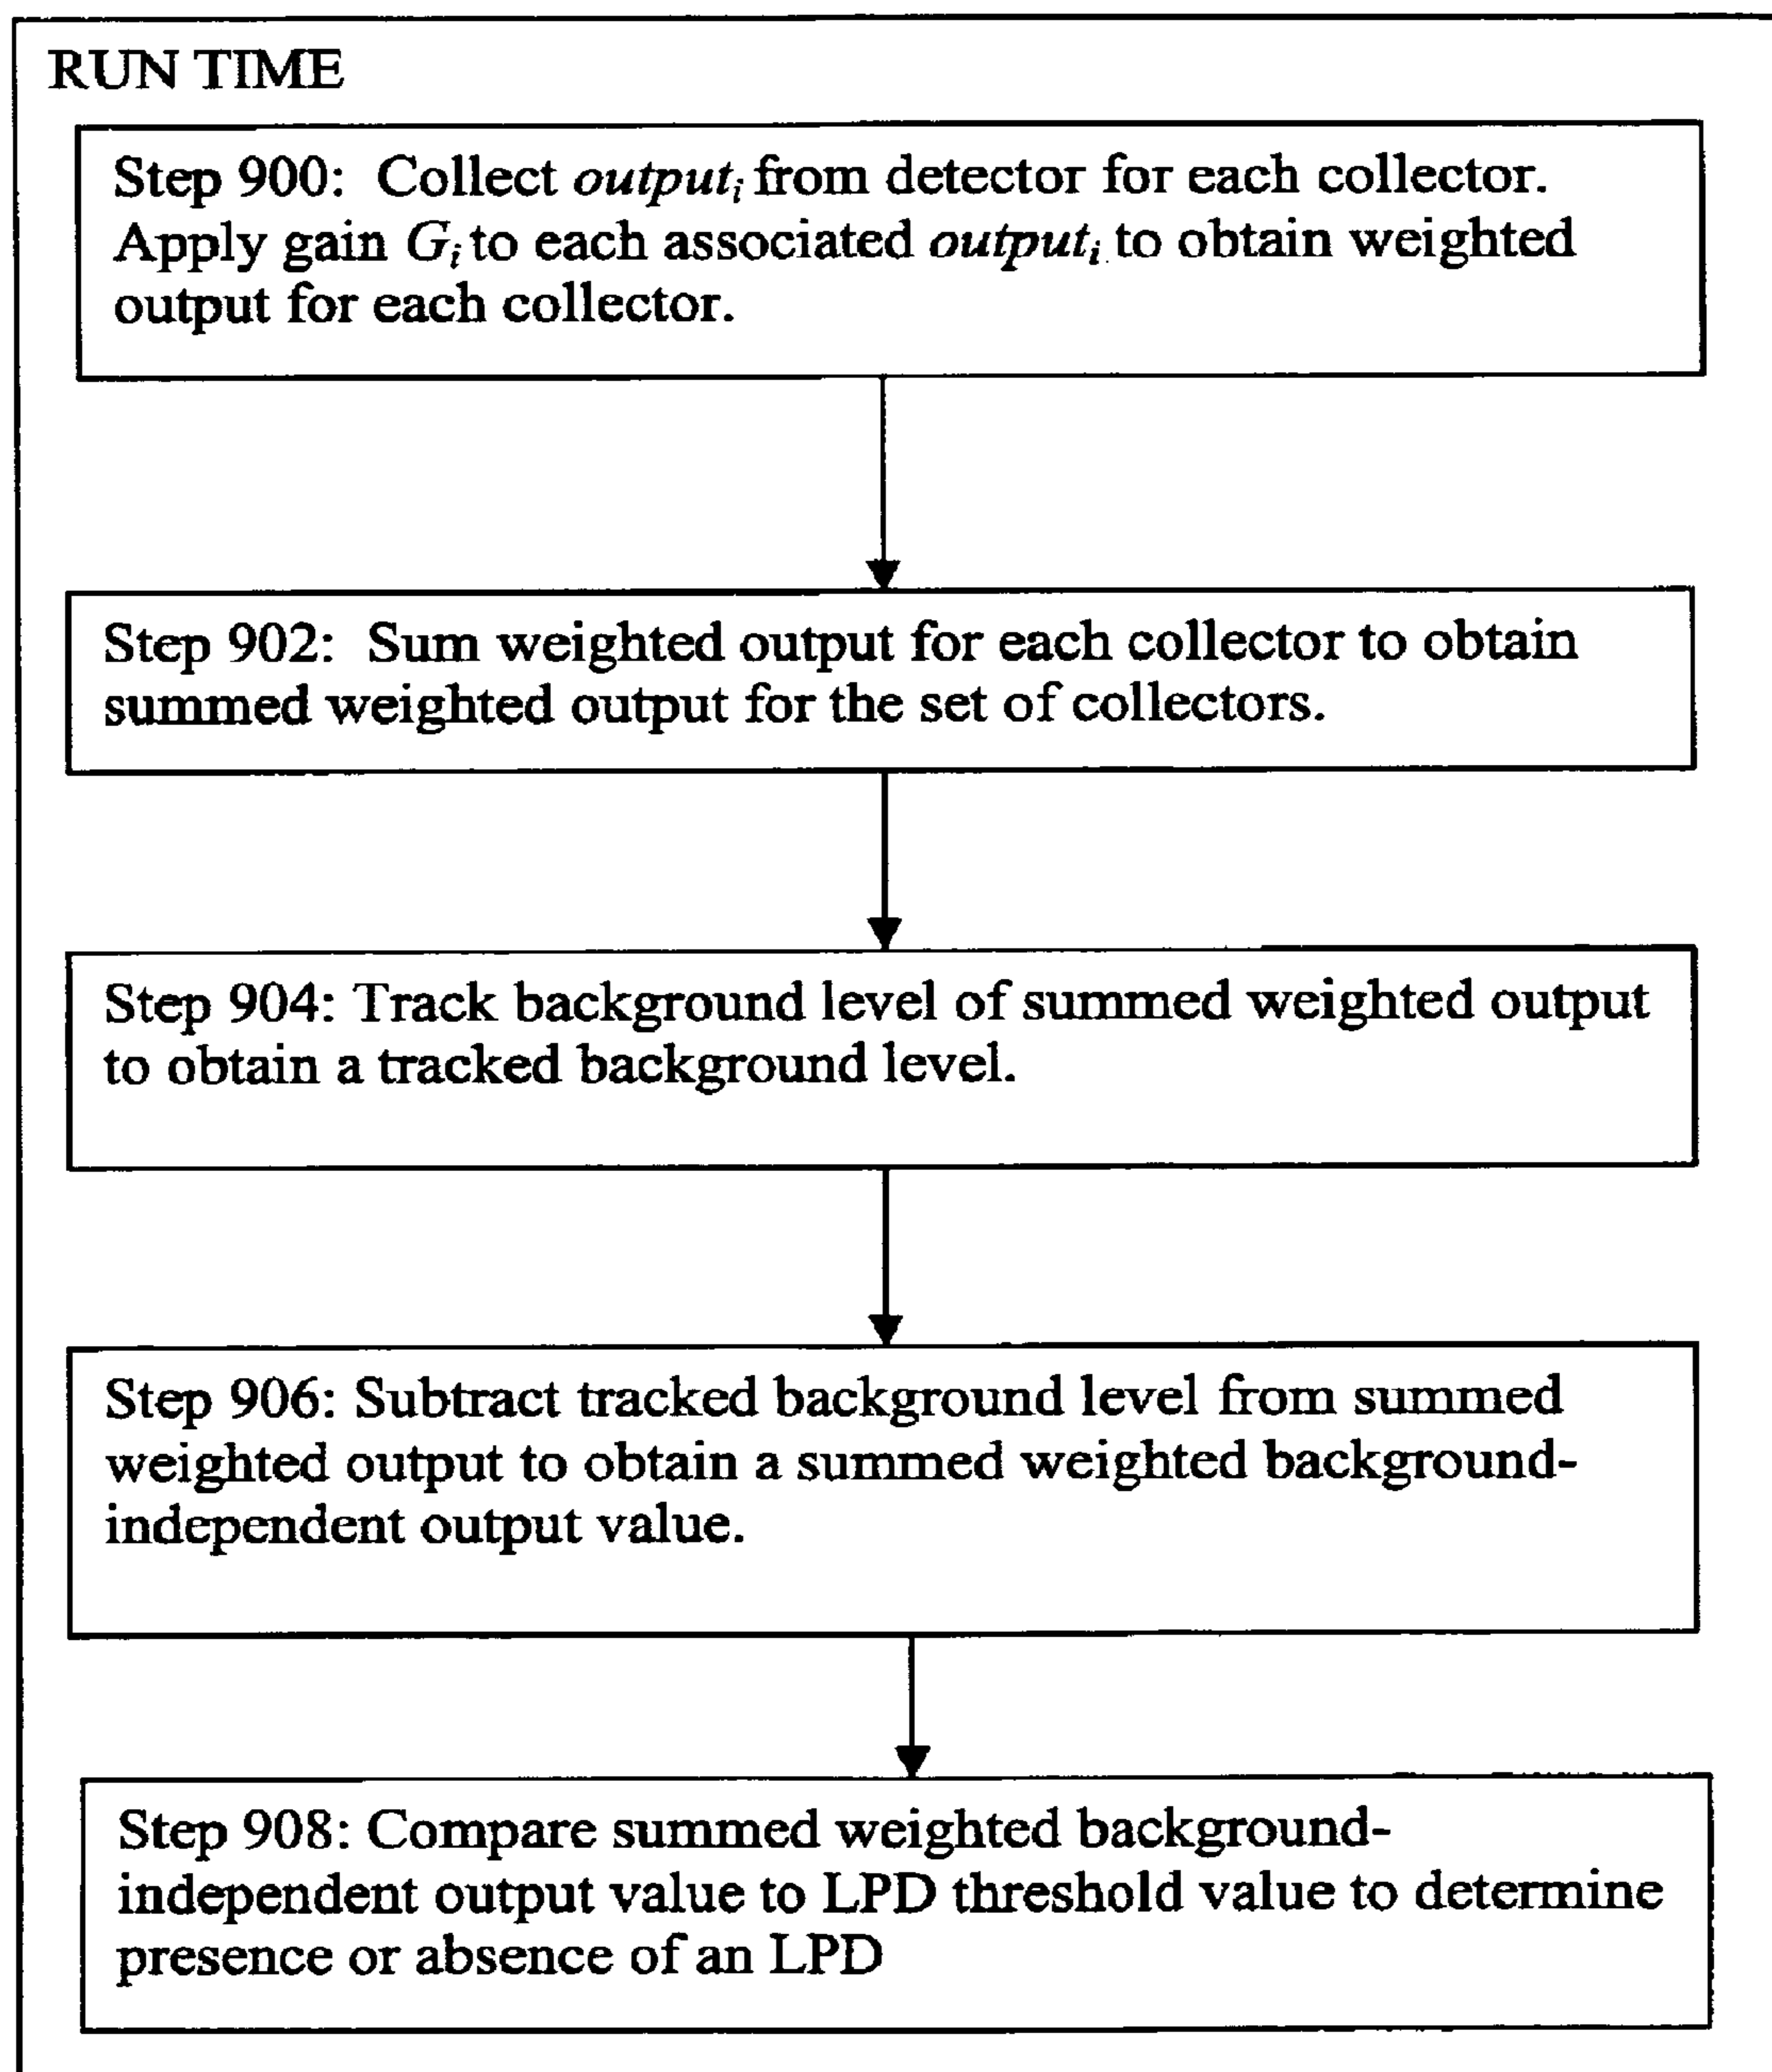 RUN TIME
Step 900: Collect output_i from detector for each collector.
Apply gain G_i to each associated output_i to obtain weighted
output for each collector.
Step 902: Sum weighted output for each collector to obtain
summed weighted output for the set of collectors.
Step 904: Track background level of summed weighted output
to obtain a tracked background level.
Step 906: Subtract tracked background level from summed
weighted output to obtain a summed weighted background-
independent output value.
Step 908: Compare summed weighted background-
independent output value to LPD threshold value to determine
presence or absence of an LPD